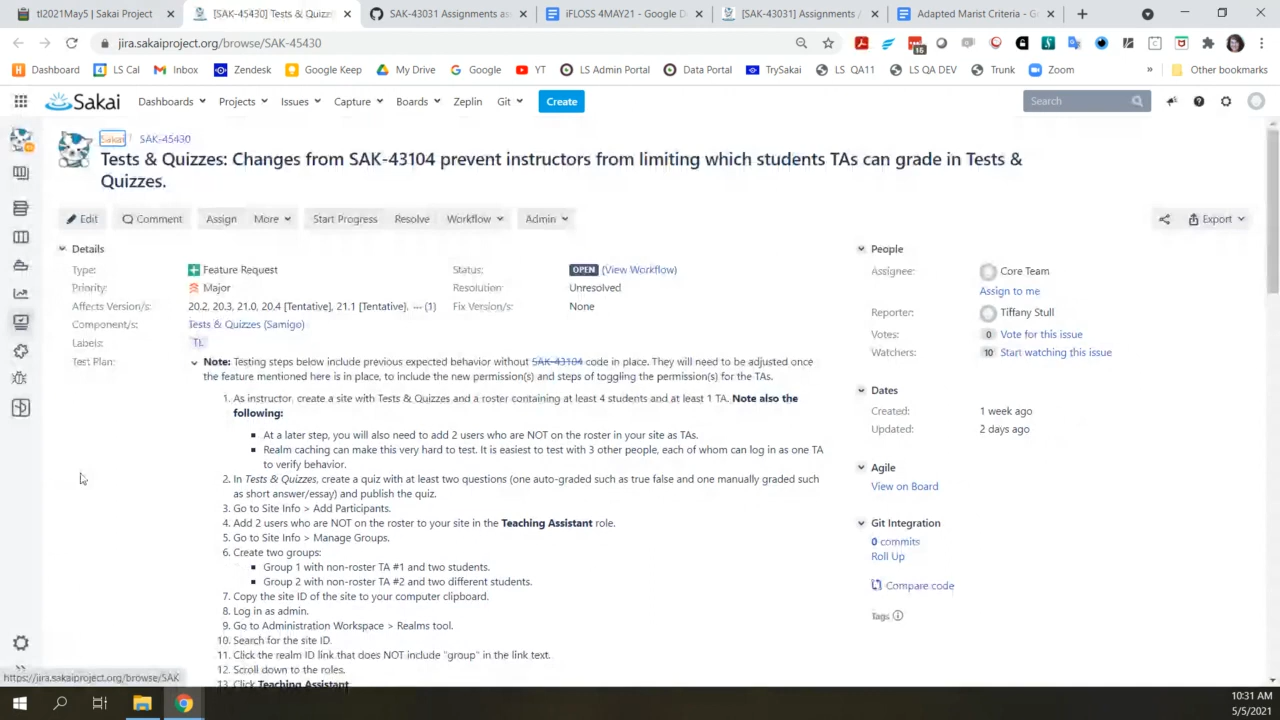 tl2021May5 | Sakai Project
[SAK-45430] Tests & Quizzes
SAK-43031 Assignments as
iFLOSS 4MAY21 - Google D
[SAK-43031] Assignments /
Adapted Marist Criteria - G
jira.sakaiproject.org/browse/SAK-45430
16
Dashboard
LS Cal
Inbox
Zendesk
Google Keep
My Drive
Google
YT
LS Admin Portal
Data Portal
TrySakai
LS QA11
LS QA DEV
Trunk
Zoom
»
Other bookmarks
Sakai
Dashboards
Projects
Issues
Capture
Boards
Zeplin
Git
Create
Search
Sakai
SAK-45430
Tests & Quizzes: Changes from SAK-43104 prevent instructors from limiting which students TAs can grade in Tests &
Quizzes.
Edit
Comment
Assign
More
Start Progress
Resolve
Workflow
Admin
Export
Details
Type:
Feature Request
Status:
OPEN (View Workflow)
Priority:
Major
Resolution:
Unresolved
Affects Version/s:
20.2, 20.3, 21.0, 20.4 [Tentative], 21.1 [Tentative], ... (1)
Fix Version/s:
None
Component/s:
Tests & Quizzes (Samigo)
Labels:
TL
Test Plan:
Note: Testing steps below include previous expected behavior without SAK-43104 code in place. They will need to be adjusted once
the feature mentioned here is in place, to include the new permission(s) and steps of toggling the permission(s) for the TAs.
1. As instructor, create a site with Tests & Quizzes and a roster containing at least 4 students and at least 1 TA. Note also the
following:
At a later step, you will also need to add 2 users who are NOT on the roster in your site as TAs.
Realm caching can make this very hard to test. It is easiest to test with 3 other people, each of whom can log in as one TA
to verify behavior.
2. In Tests & Quizzes, create a quiz with at least two questions (one auto-graded such as true false and one manually graded such
as short answer/essay) and publish the quiz.
3. Go to Site Info > Add Participants.
4. Add 2 users who are NOT on the roster to your site in the Teaching Assistant role.
5. Go to Site Info > Manage Groups.
6. Create two groups:
Group 1 with non-roster TA #1 and two students.
Group 2 with non-roster TA #2 and two different students.
7. Copy the site ID of the site to your computer clipboard.
8. Log in as admin.
9. Go to Administration Workspace > Realms tool.
10. Search for the site ID.
11. Click the realm ID link that does NOT include "group" in the link text.
12. Scroll down to the roles.
13. Click Teaching Assistant
People
Assignee:
Core Team
Assign to me
Reporter:
Tiffany Stull
Votes:
0 Vote for this issue
Watchers:
10 Start watching this issue
Dates
Created:
1 week ago
Updated:
2 days ago
Agile
View on Board
Git Integration
0 commits
Roll Up
Compare code
Tags
https://jira.sakaiproject.org/browse/SAK
10:31 AM
5/5/2021